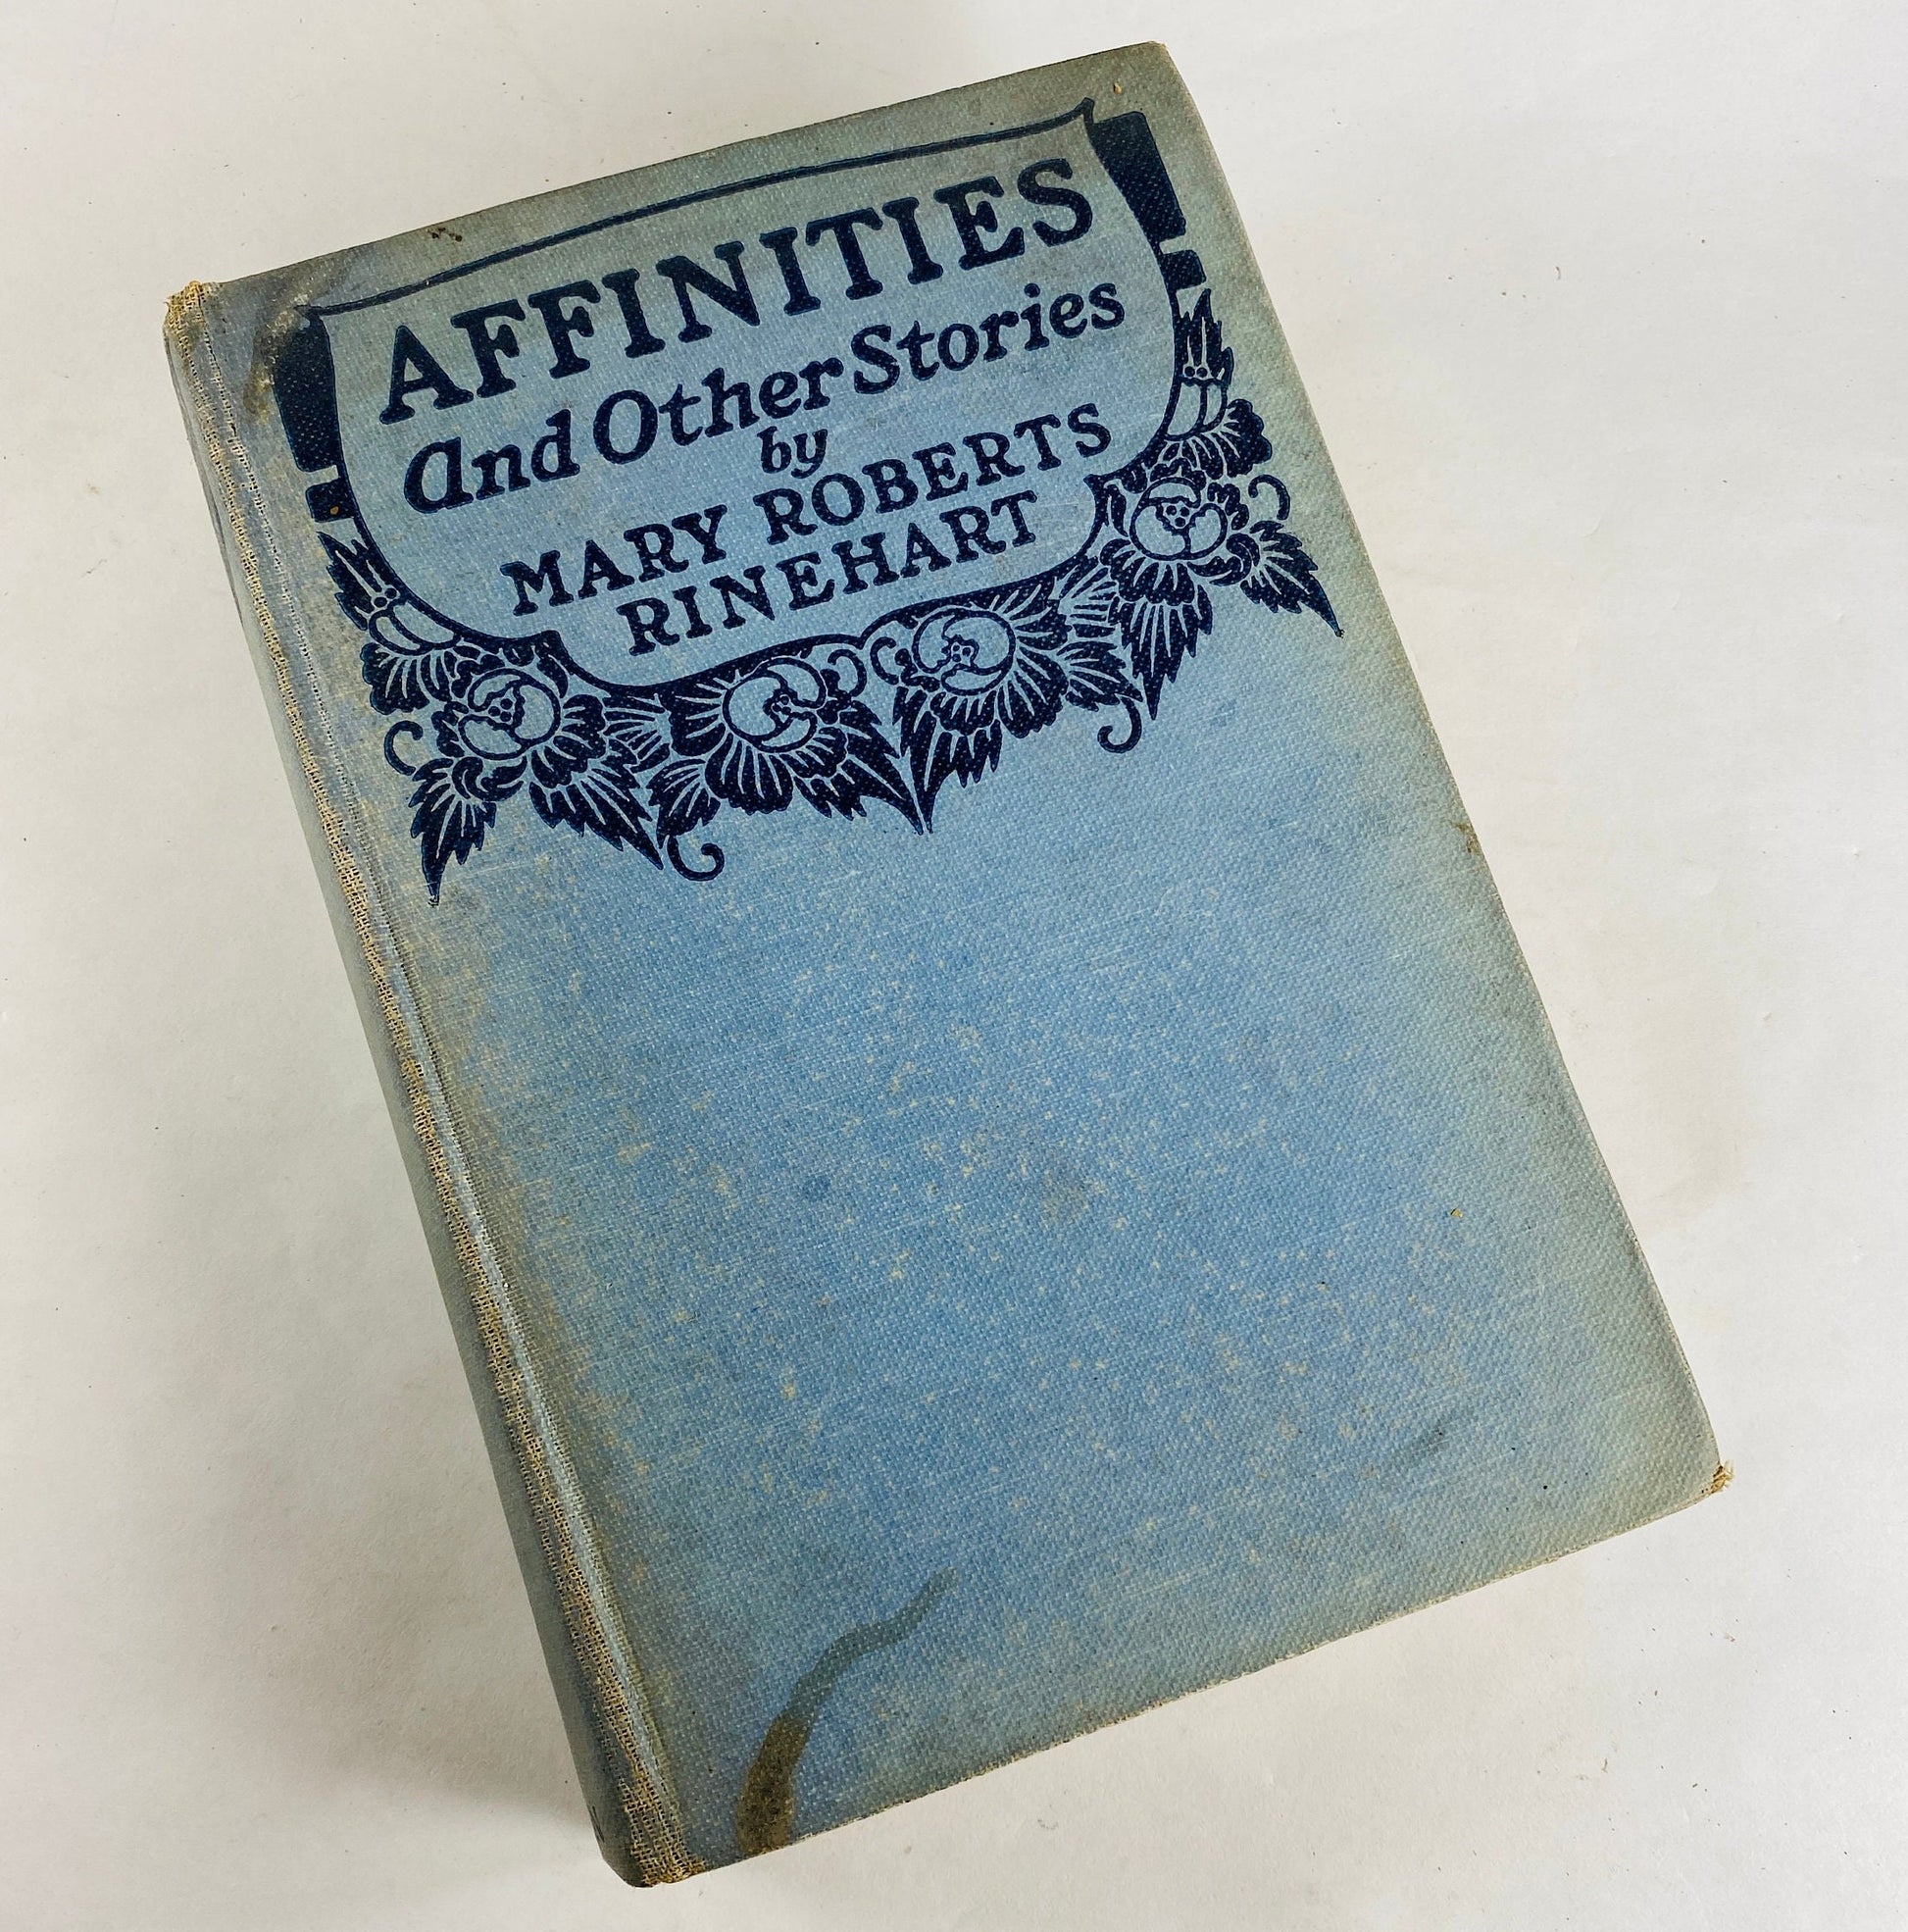 AFFINITIES
And Other Stories
by
MARY ROBERTS
RINEHART